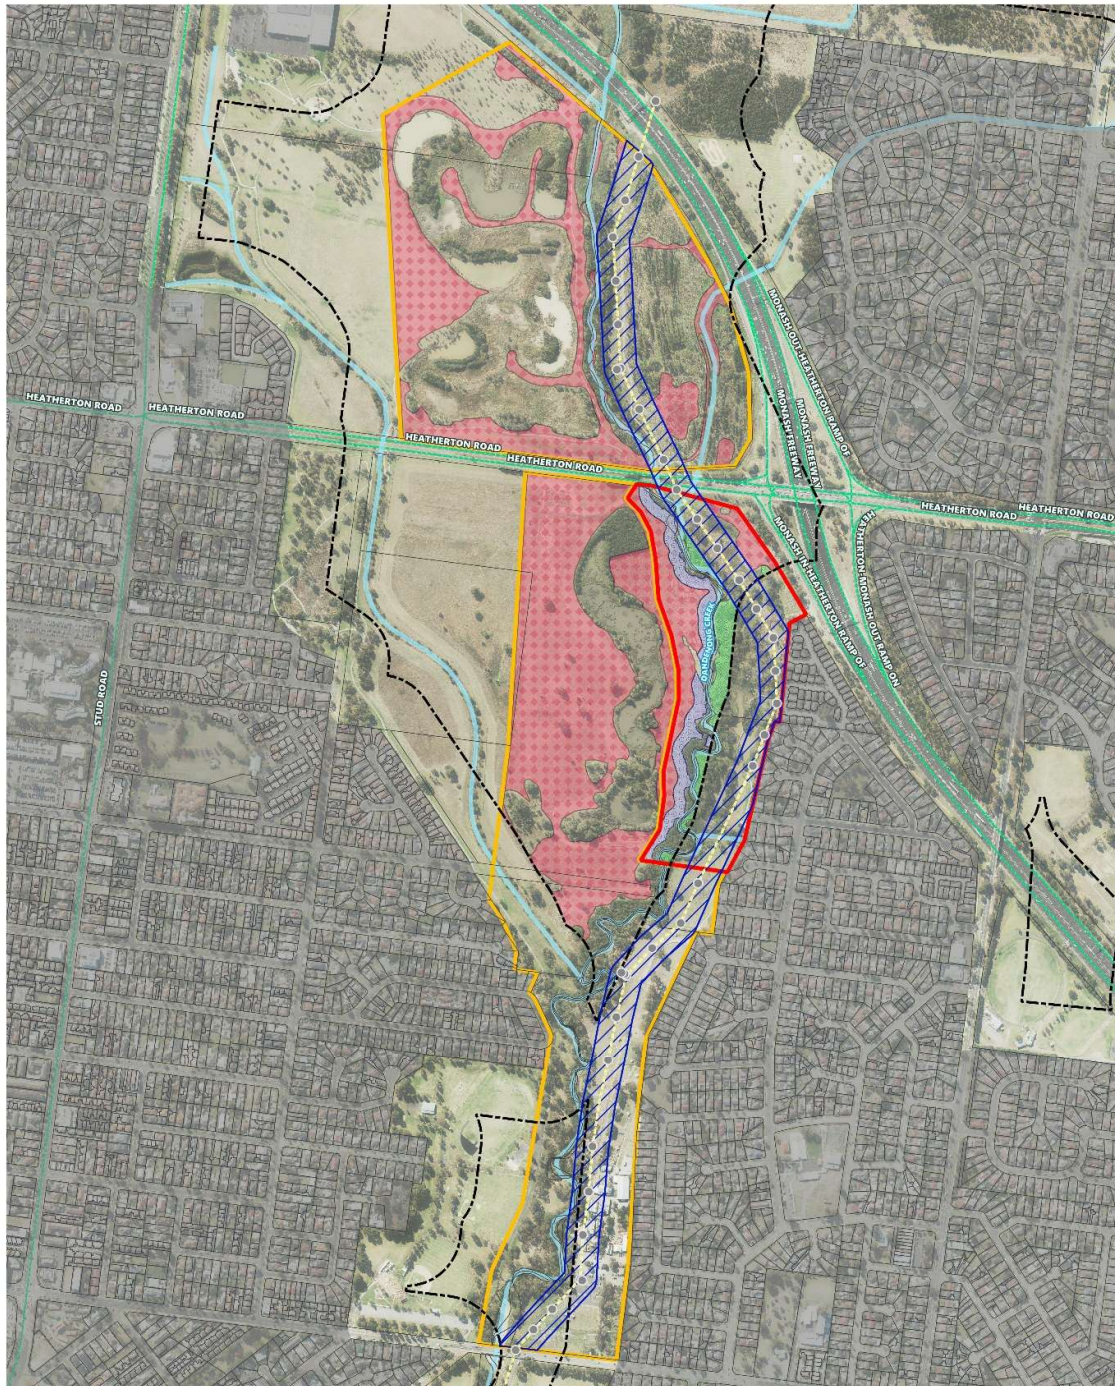 MONASH OUT-HEATHERTON RAMP OF
MONASH FREEWAY
MONASH FREEWAY
HEATHERTON ROAD
HEATHERTON ROAD
HEATHERTON ROAD
HEATHERTON ROAD
HEATHERTON ROAD
HEATHERTON ROAD
MONASH IN-HEATHERTON RAMP OF
HEATHERTON-MONASH OUT RAMP ON
DANDENONG CREEK
STUD ROAD